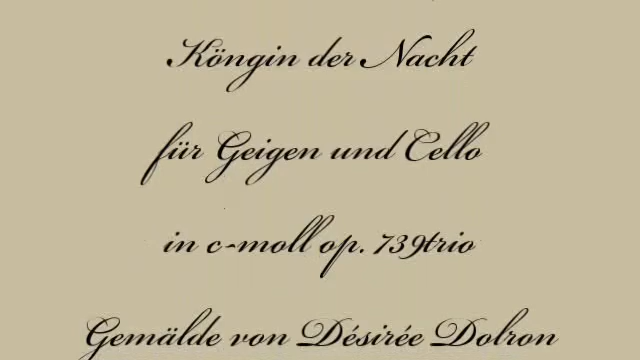 Köngin der Nacht
für Geigen und Cello
in c-moll op. 739trio
Gemälde von Désirée Dolron